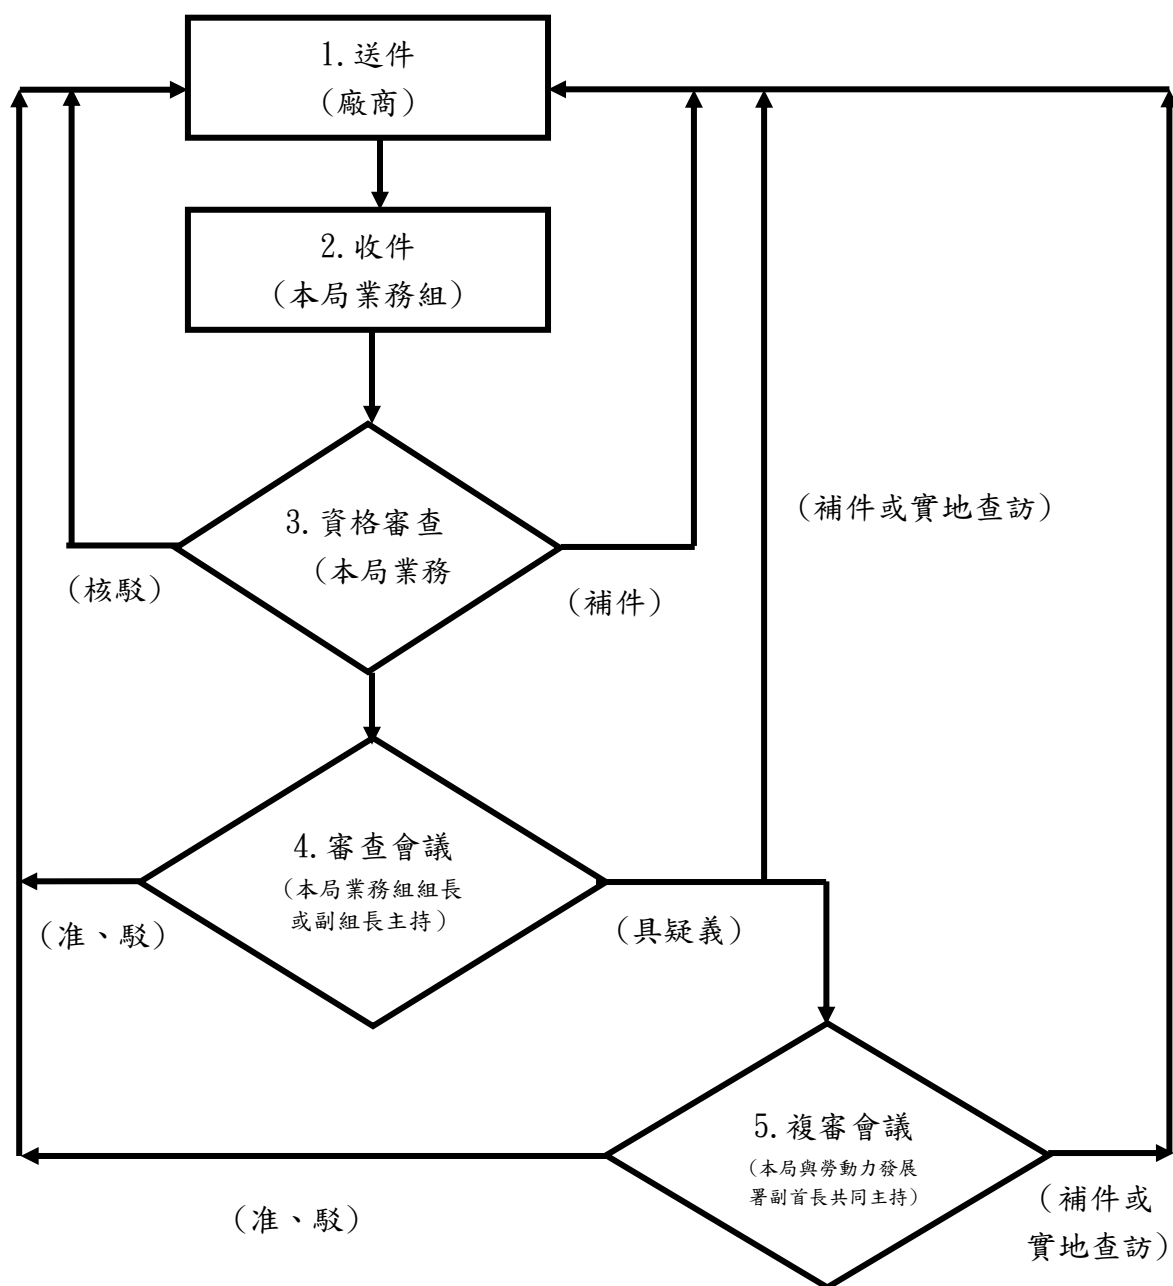 1.送件
(廠商)
2.收件
(本局業務組)
(補件或實地查訪)
3.資格審查
(本局業務
(核駁)
(補件)
4.審查會議
(本局業務組組長
或副組長主持)
(准、駁)
(具疑義)
5.複審會議
(本局與勞動力發展
署副首長共同主持)
(准、駁)
(補件或
實地查訪)